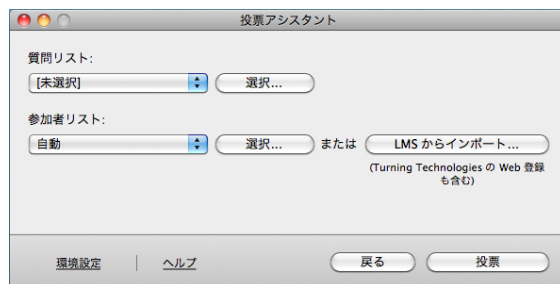 投票アシスタント
質問リスト:
[未選択] 選択...
参加者リスト:
自動 選択... または LMS からインポート...
(Turning Technologies の Web 登録
も含む)
環境設定 ヘルプ 戻る 投票